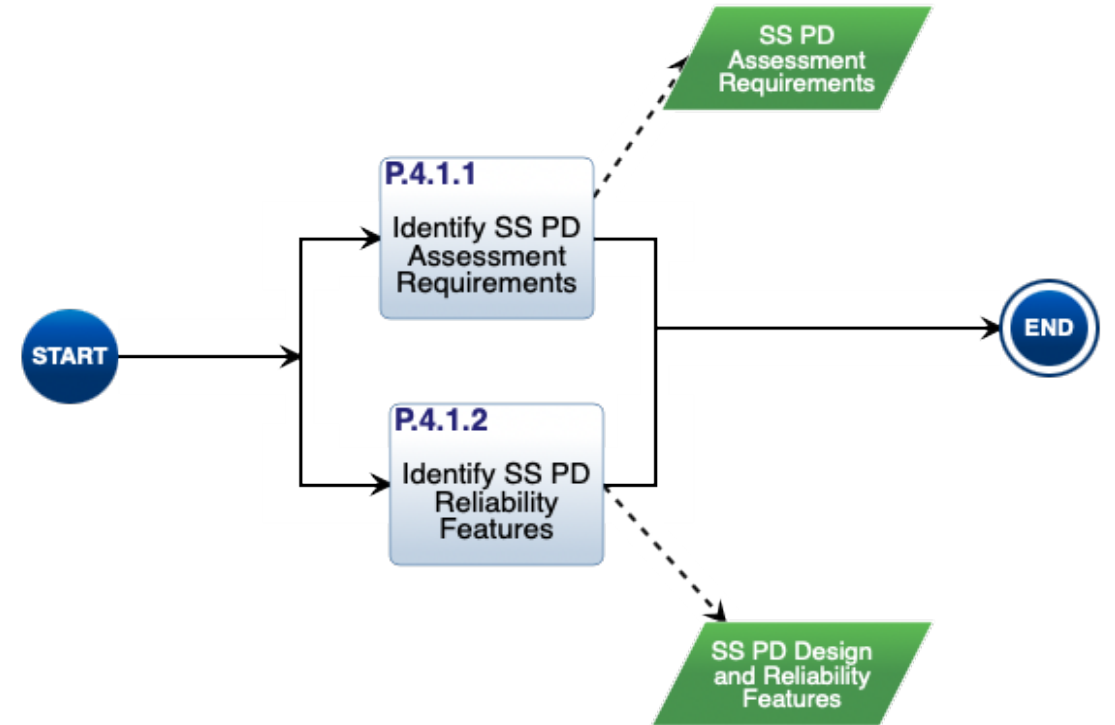 SS PD
Assessment
Requirements
P.4.1.1
Identify SS PD
Assessment
Requirements
START
END
P.4.1.2
Identify SS PD
Reliability
Features
SS PD Design
and Reliability
Features